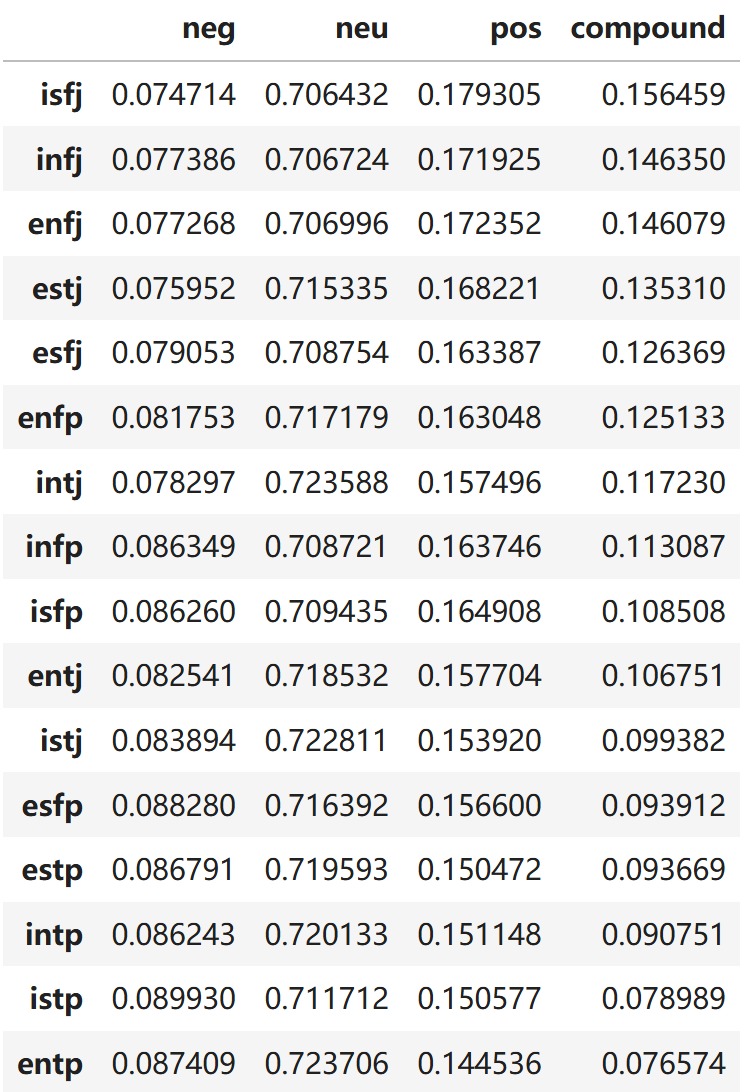 neg neu pos compound
isfj 0.074714 0.706432 0.179305 0.156459
infj 0.077386 0.706724 0.171925 0.146350
enfj 0.077268 0.706996 0.172352 0.146079
estj 0.075952 0.715335 0.168221 0.135310
esfj 0.079053 0.708754 0.163387 0.126369
enfp 0.081753 0.717179 0.163048 0.125133
intj 0.078297 0.723588 0.157496 0.117230
infp 0.086349 0.708721 0.163746 0.113087
isfp 0.086260 0.709435 0.164908 0.108508
entj 0.082541 0.718532 0.157704 0.106751
istj 0.083894 0.722811 0.153920 0.099382
esfp 0.088280 0.716392 0.156600 0.093912
estp 0.086791 0.719593 0.150472 0.093669
intp 0.086243 0.720133 0.151148 0.090751
istp 0.089930 0.711712 0.150577 0.078989
entp 0.087409 0.723706 0.144536 0.076574